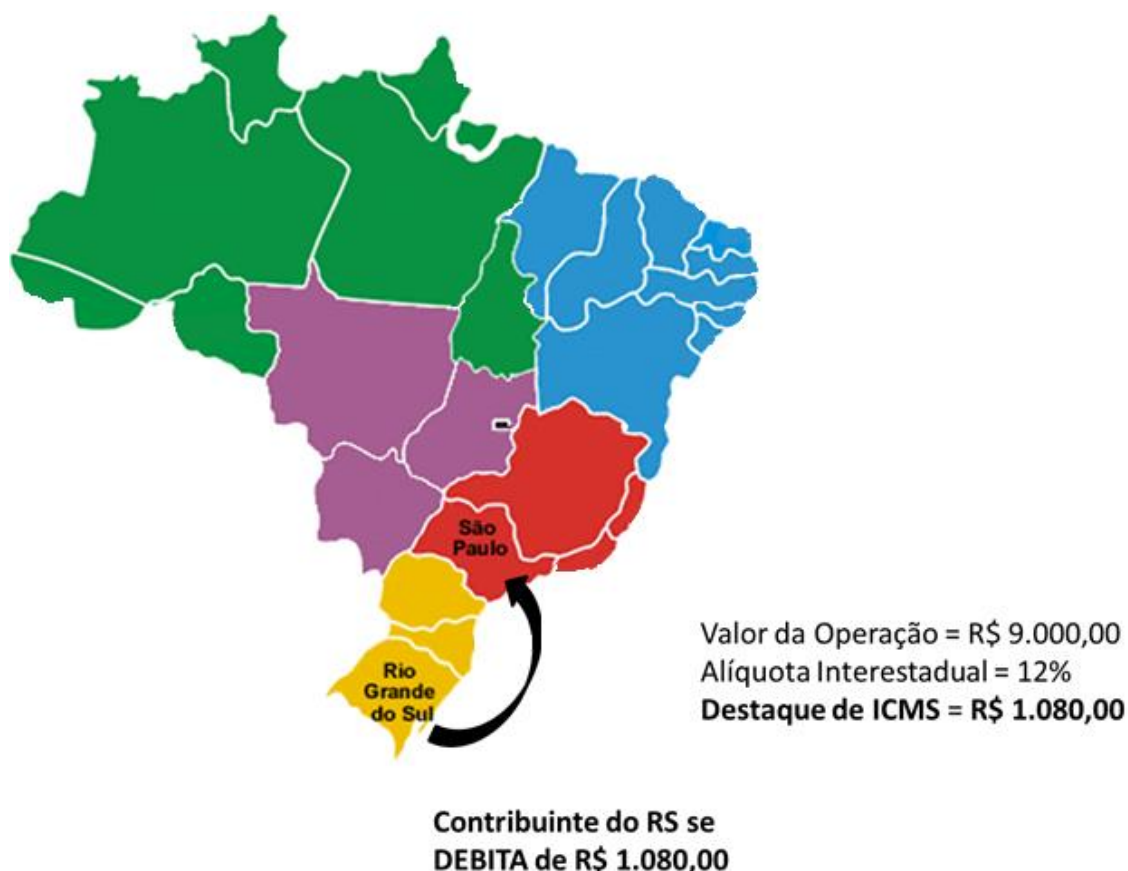 São
Paulo
Rio
Grande
do Sul
Valor da Operação = R$ 9.000,00
Alíquota Interestadual = 12%
Destaque de ICMS = R$ 1.080,00
Contribuinte do RS se
DEBITA de R$ 1.080,00